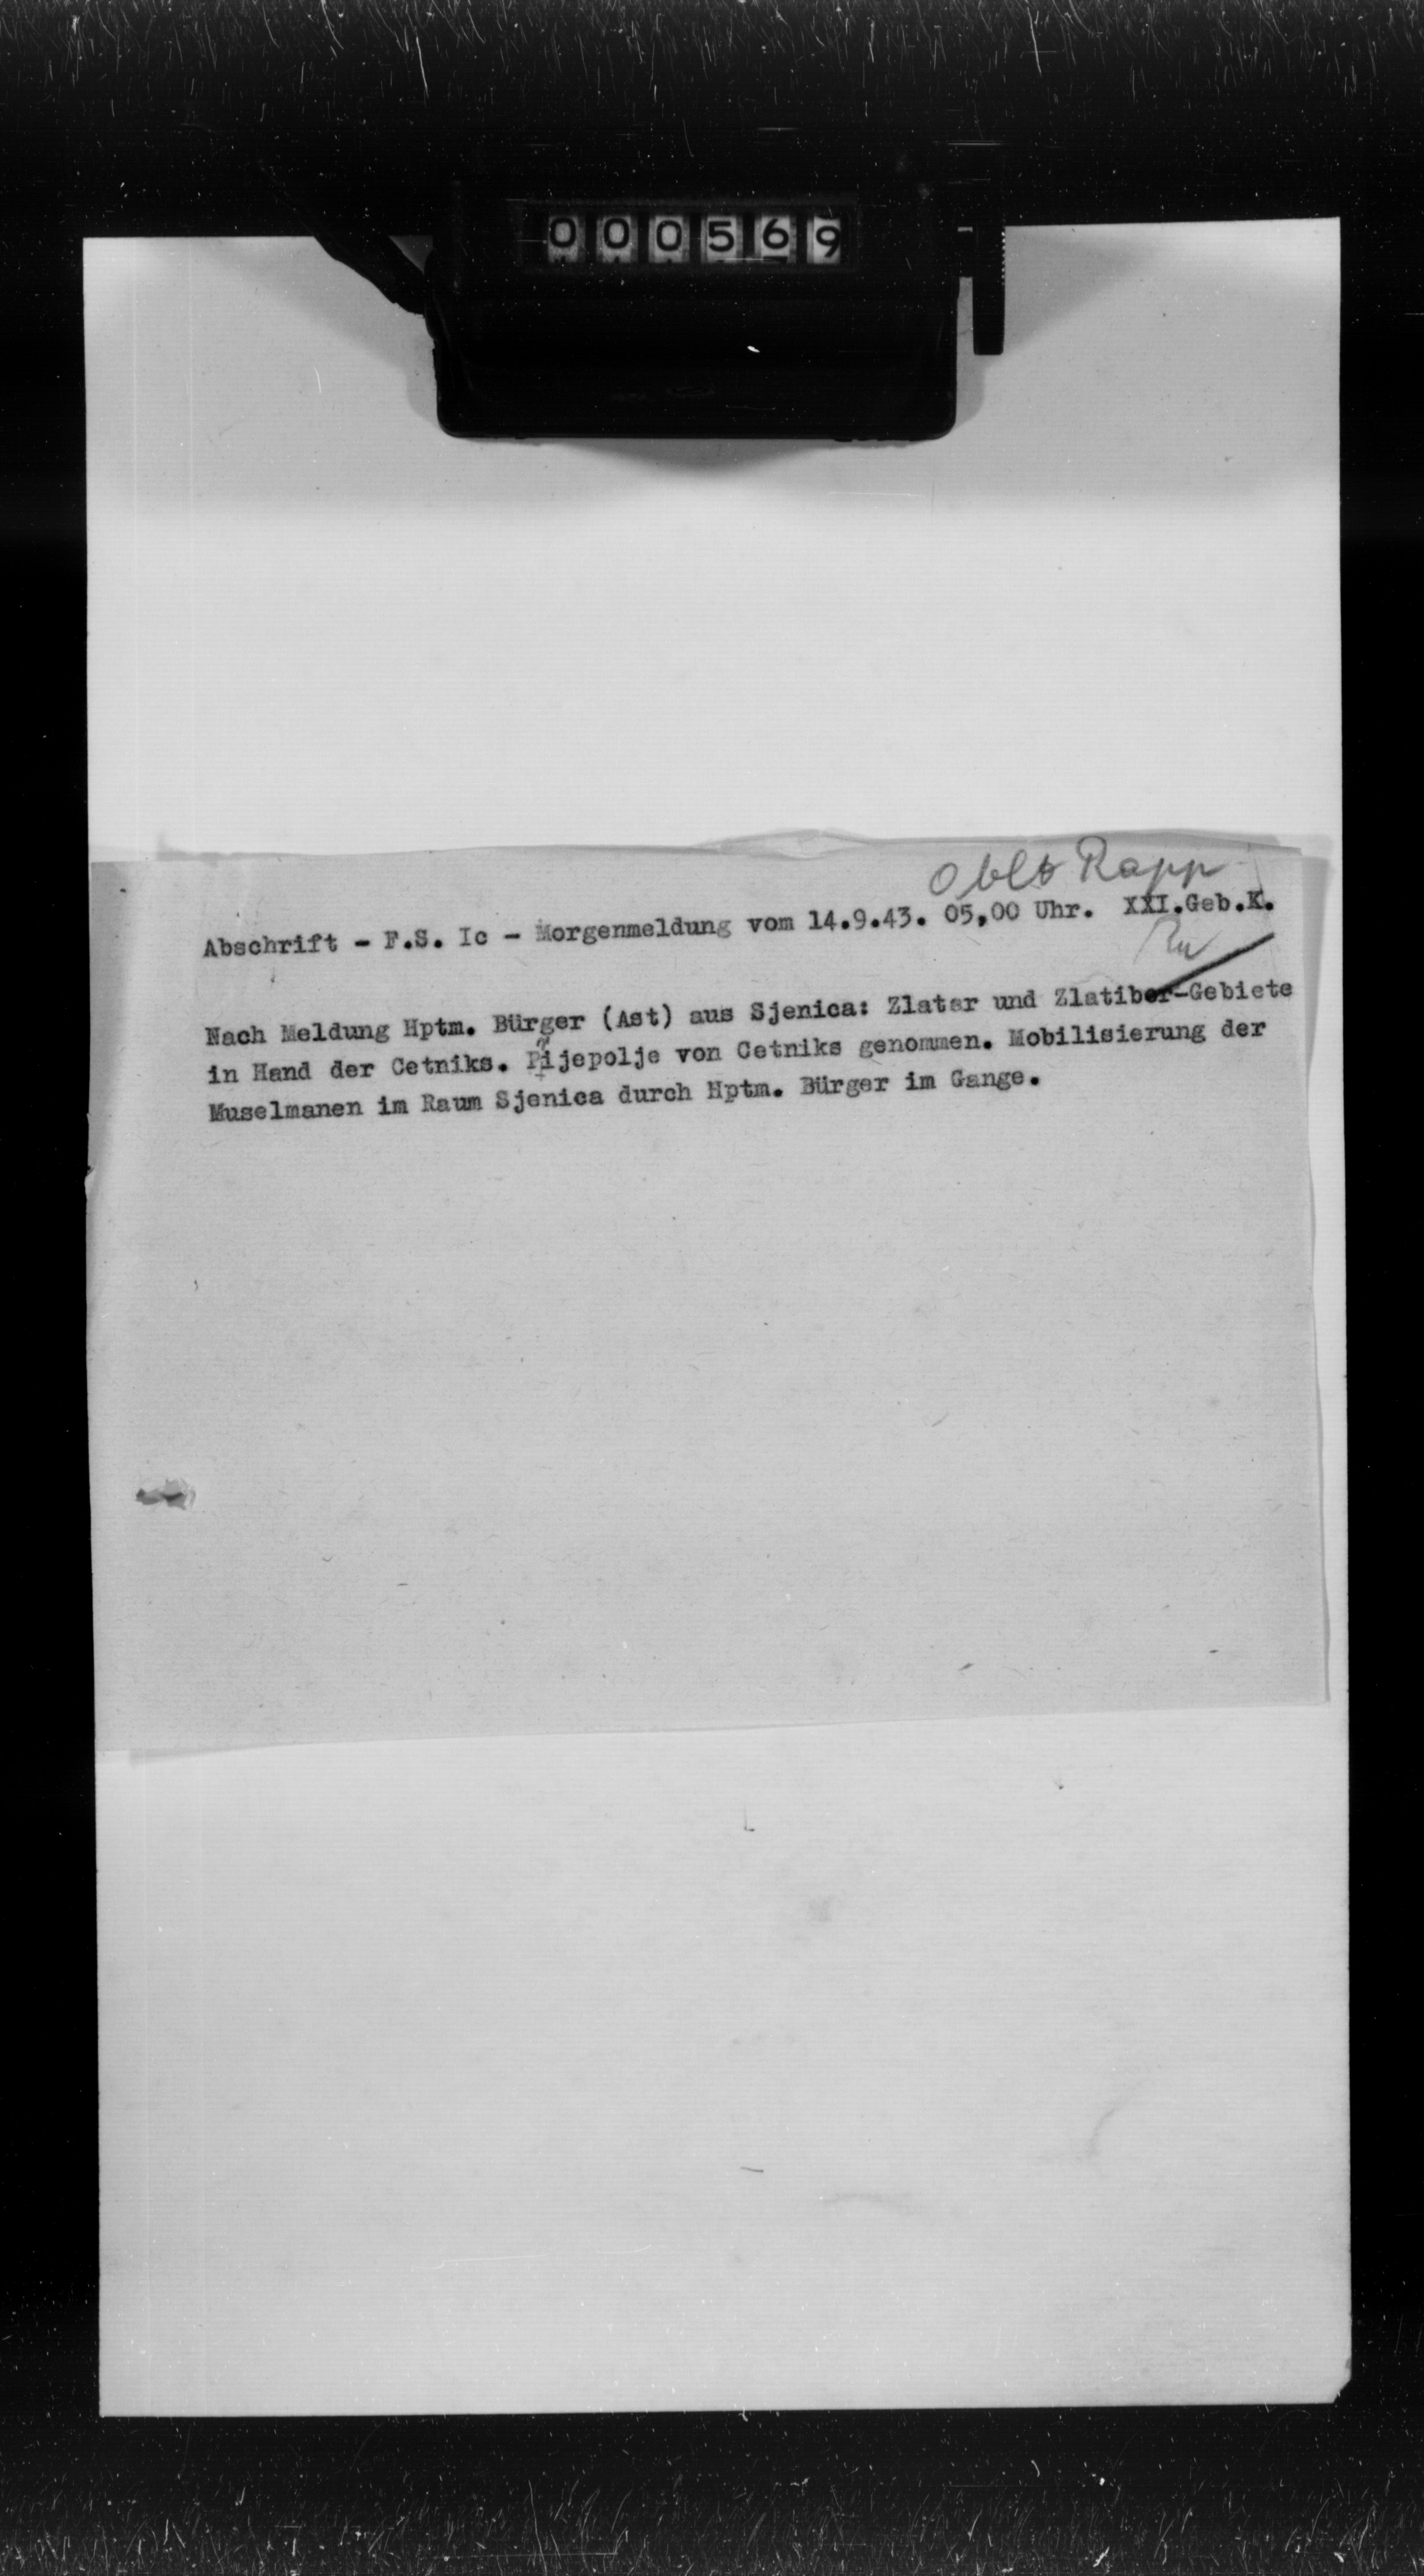 000569
Oblt Rapp
Abschrift - F.S. Ic - Morgenmeldung vom 14.9.43. 05,00 Uhr. XXI.Geb.K.
Nach Meldung Hptm. Bürger (Ast) aus Sjenica: Zlatar und Zlatibor-Gebiete
in Hand der Cetniks. Prijepolje von Cetniks genommen. Mobilisierung der
Muselmanen im Raum Sjenica durch Hptm. Bürger im Gange.